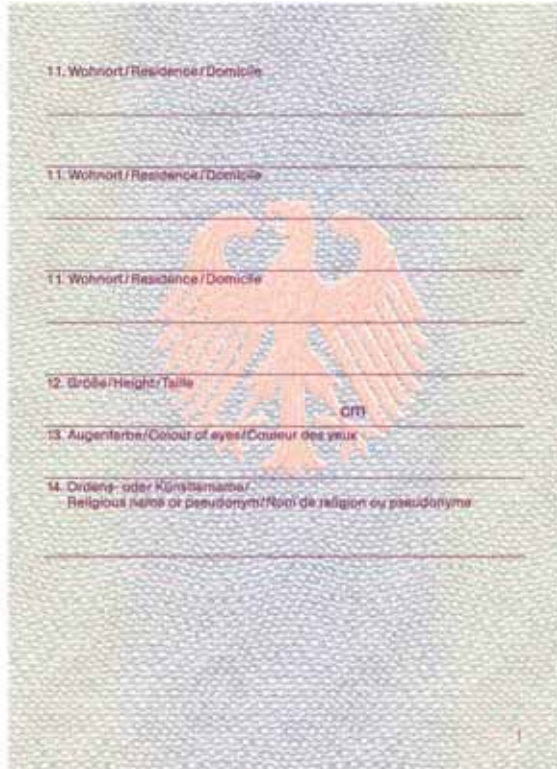 11. Wohnort/Residence/Domicile
11. Wohnort/Residence/Domicile
11. Wohnort/Residence/Domicile
12. Größe/Height/Taille
cm
13. Augenfarbe/Colour of eyes/Couleur des yeux
14. Ordens- oder Künstlername/
Religious name or pseudonym/Nom de religion ou pseudonyme
1